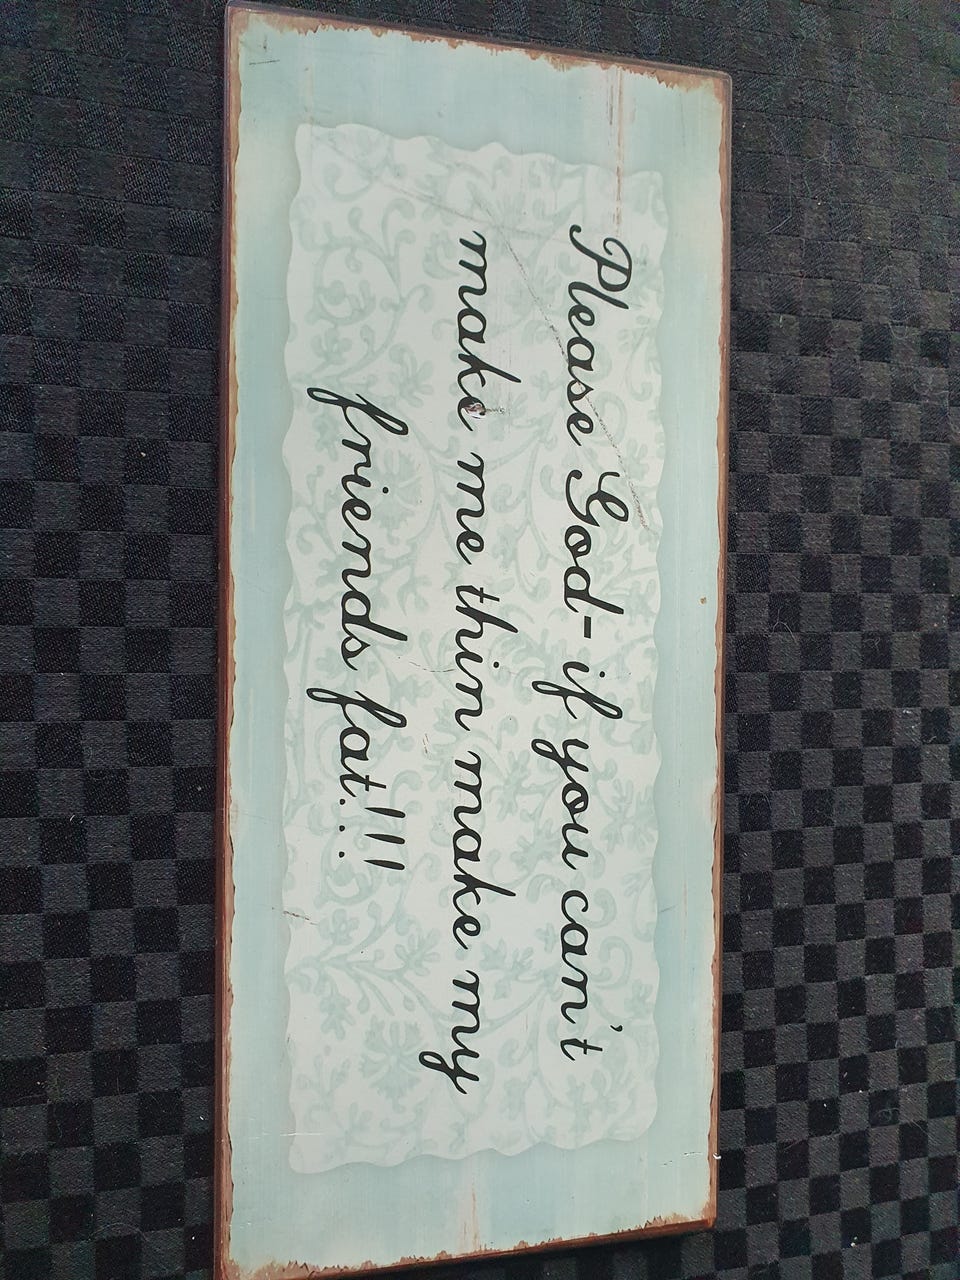 Please God- if you can't
make me thin make my
friends fat!!!